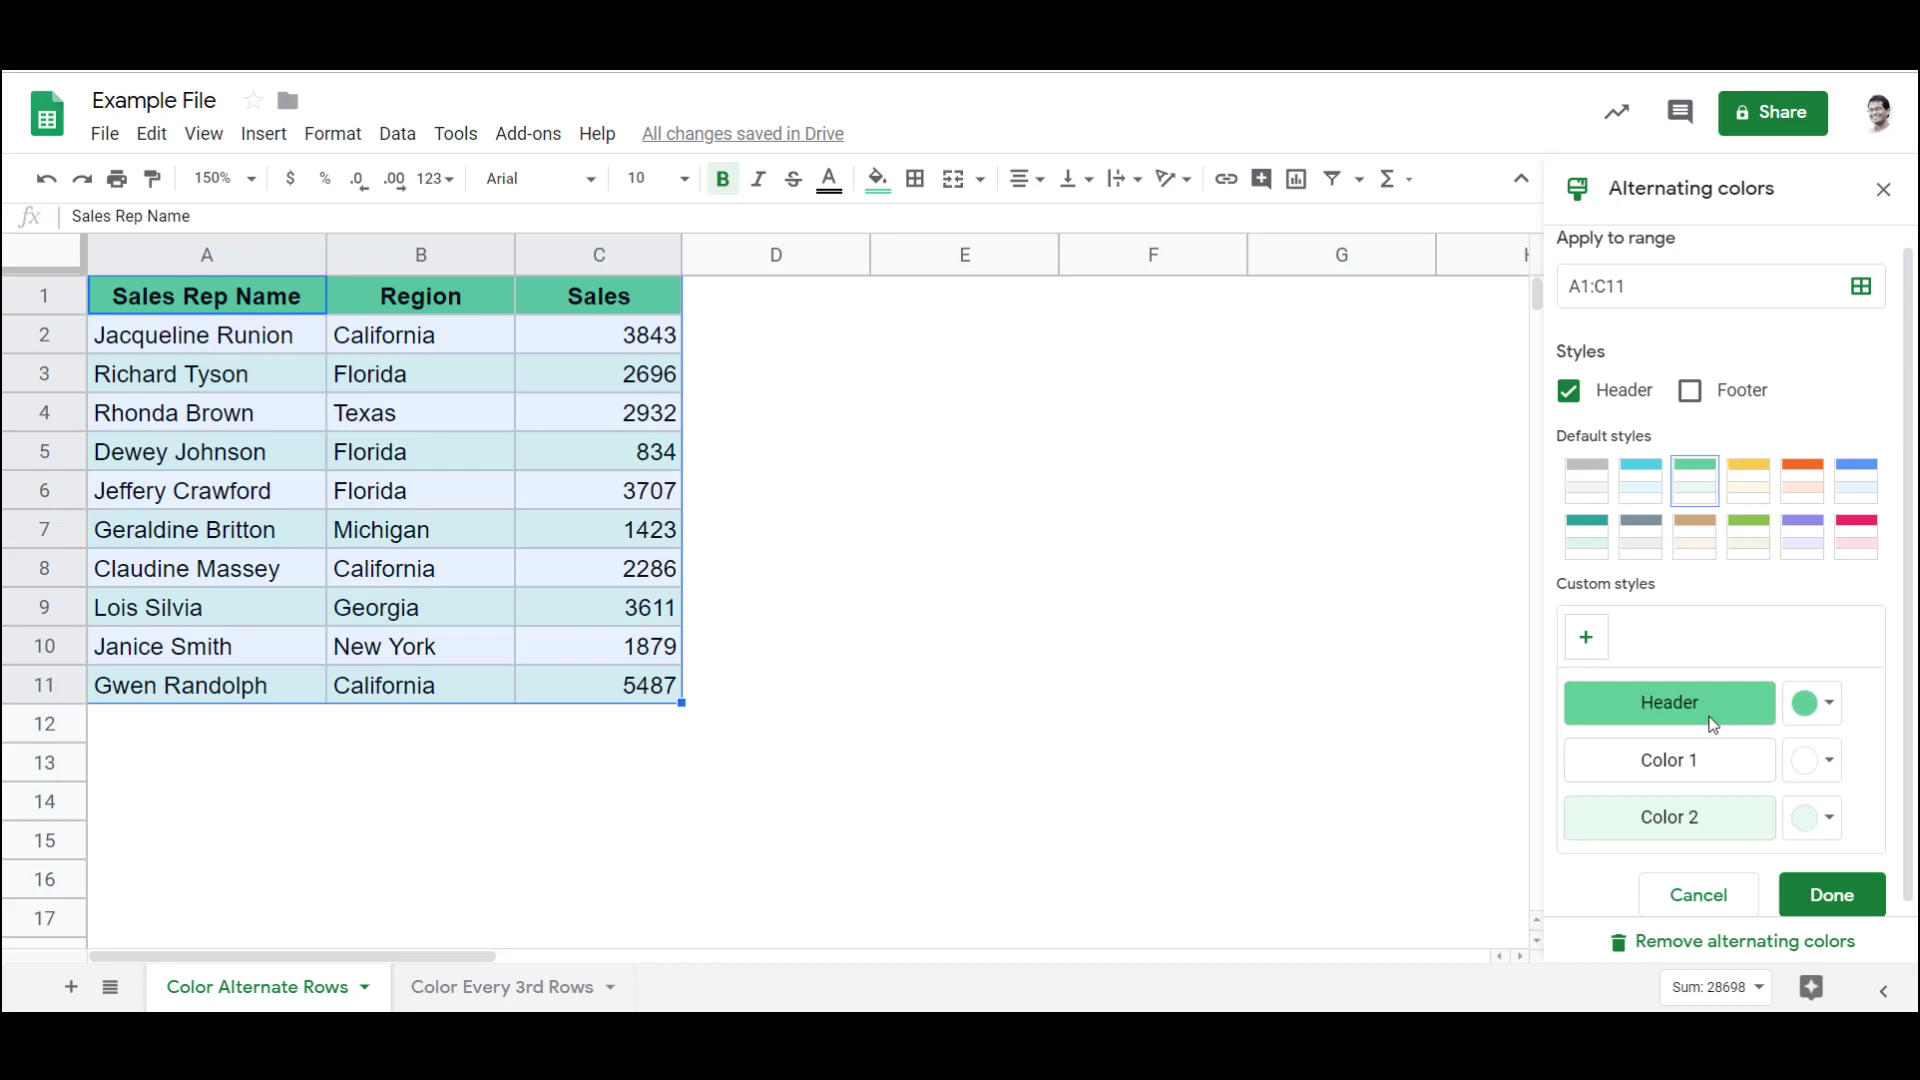 Example File
File Edit View Insert Format Data Tools Add-ons Help All changes saved in Drive
Share
150% $ % .0 .00 123 Arial 10 B I S A Σ
fx Sales Rep Name
A B C D E F G
1 Sales Rep Name Region Sales
2 Jacqueline Runion California 3843
3 Richard Tyson Florida 2696
4 Rhonda Brown Texas 2932
5 Dewey Johnson Florida 834
6 Jeffery Crawford Florida 3707
7 Geraldine Britton Michigan 1423
8 Claudine Massey California 2286
9 Lois Silvia Georgia 3611
10 Janice Smith New York 1879
11 Gwen Randolph California 5487
12
13
14
15
16
17
Alternating colors
Apply to range
A1:C11
Styles
Header Footer
Default styles
Custom styles
+
Header
Color 1
Color 2
Cancel Done
Remove alternating colors
+ Color Alternate Rows Color Every 3rd Rows Sum: 28698